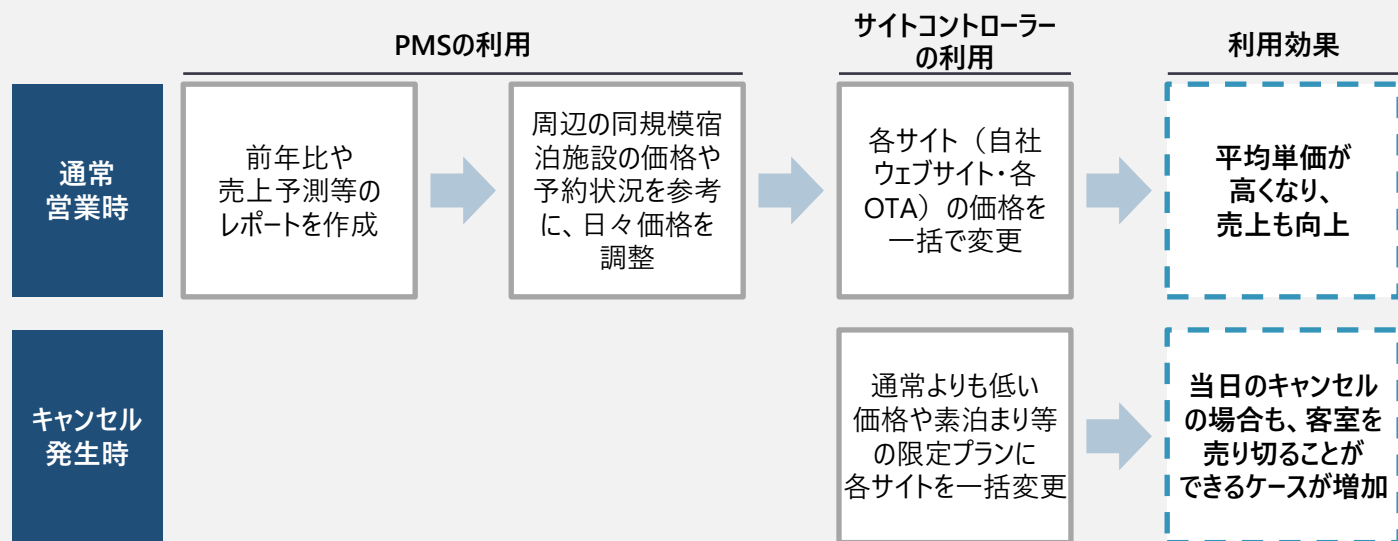 PMSの利用
サイトコントローラー
の利用
利用効果
通常
営業時
前年比や
売上予測等の
レポートを作成
周辺の同規模宿
泊施設の価格や
予約状況を参考
に、日々価格を
調整
各サイト（自社
ウェブサイト・各
OTA）の価格を
一括で変更
平均単価が
高くなり、
売上も向上
キャンセル
発生時
通常よりも低い
価格や素泊まり等
の限定プランに
各サイトを一括変更
当日のキャンセル
の場合も、客室を
売り切ることが
できるケースが増加